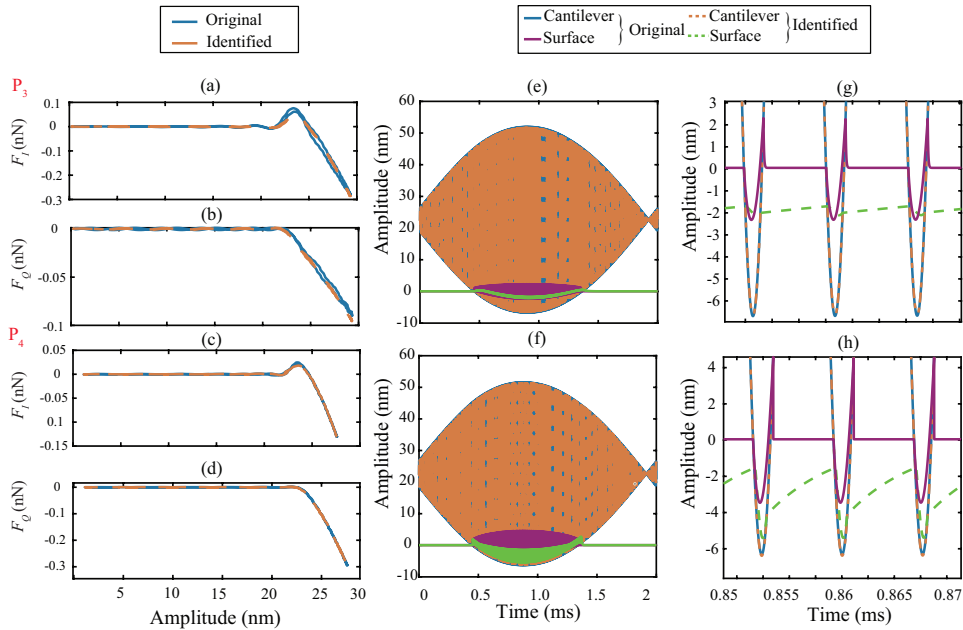 Original
Identified
Cantilever
Surface
Original
Cantilever
Surface
Identified
P3
(a)
0.1
0
-0.1
-0.2
-0.3
FI (nN)
(b)
0
-0.05
-0.1
FQ (nN)
P4
(c)
0.05
0
0.1
-0.15
FI (nN)
(d)
0
-0.1
-0.2
-0.3
FQ (nN)
5 10 15 20 25 30
Amplitude (nm)
(e)
60
50
40
30
20
10
0
-10
Amplitude (nm)
(f)
60
50
40
30
20
10
0
-10
Amplitude (nm)
0 0.5 1.0 1.5 2
Time (ms)
(g)
3
2
1
0
-1
-2
-3
-4
-5
-6
Amplitude (nm)
(h)
4
2
0
-2
-4
-6
Amplitude (nm)
0.85 0.855 0.86 0.865 0.87
Time (ms)